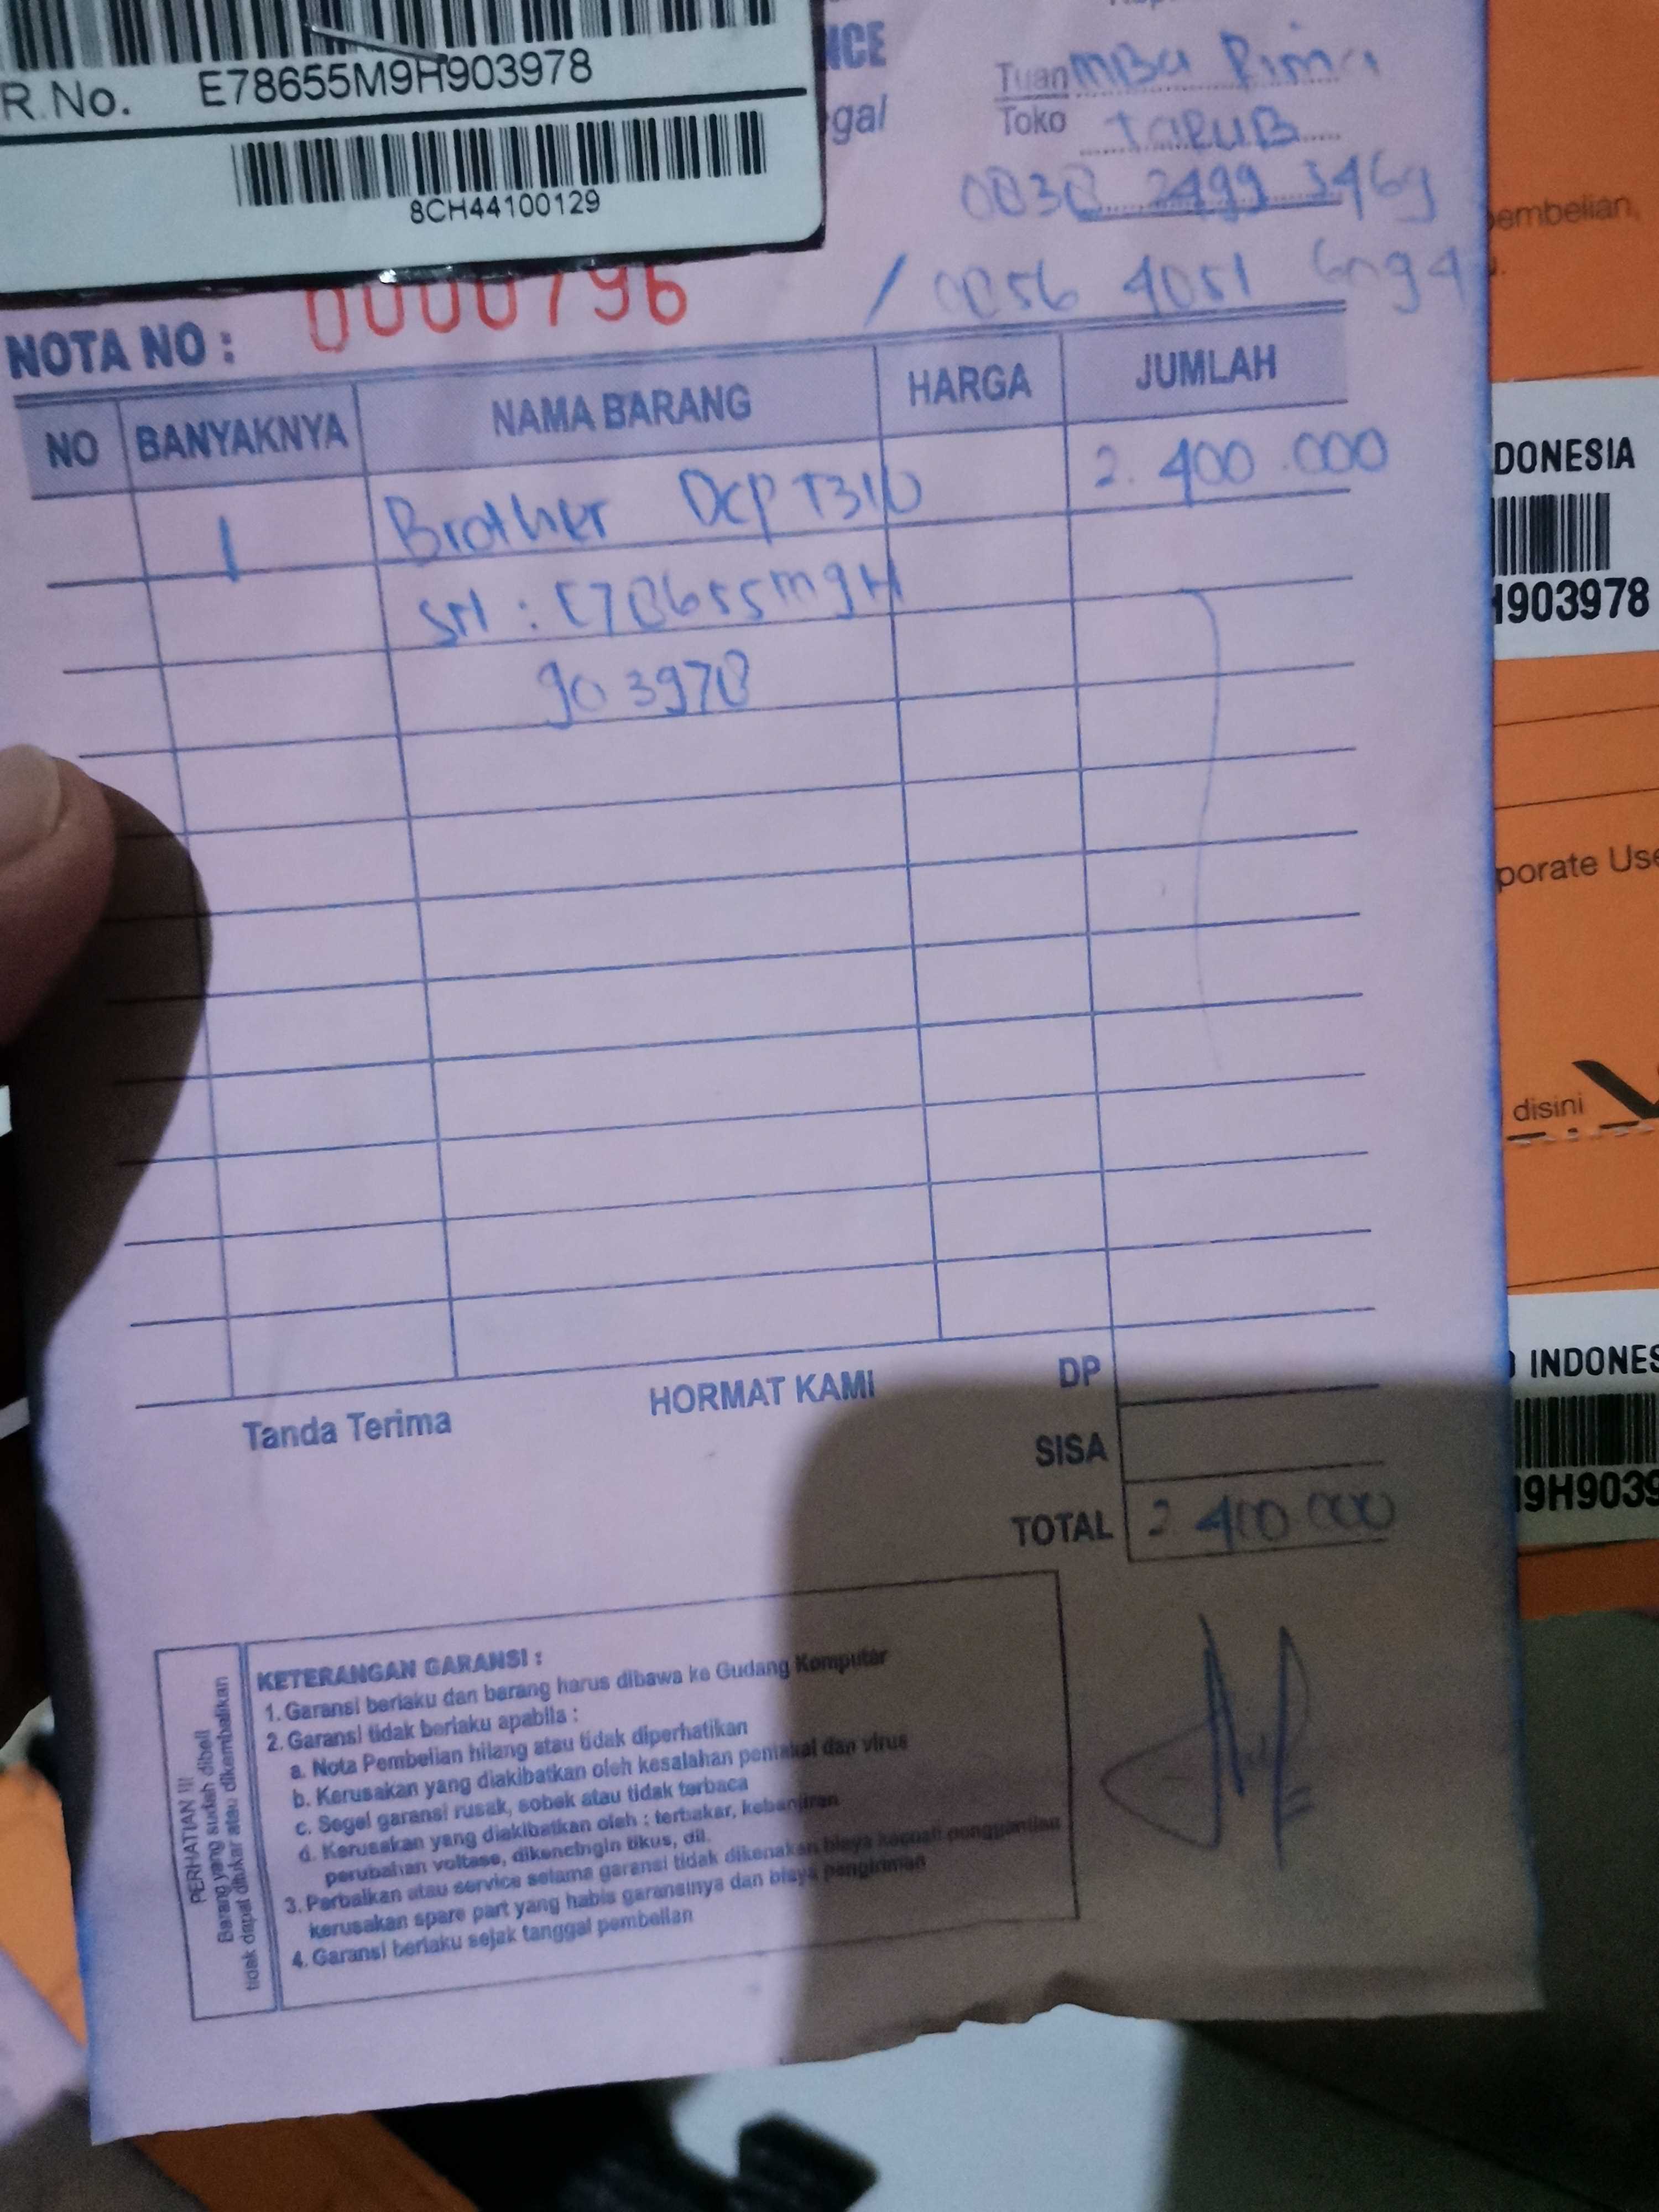 R.No. E78655M9H903978
8CH44100129
NCE
gal
Tuan MBa Rima
Toko TARUB
/ 0856 4051
NOTA NO : 0000796
NO BANYAKNYA NAMA BARANG HARGA JUMLAH
1 Brother DCP T310 2.400.000
SN : E78655M9H
903978
Tanda Terima HORMAT KAMI DP
SISA
TOTAL 2.400.000
PERHATIAN !!!
Barang yang sudah dibeli
tidak dapat ditukar atau dikembalikan
KETERANGAN GARANSI :
1. Garansi berlaku dan barang harus dibawa ke Gudang Komputer
2. Garansi tidak berlaku apabila :
a. Nota Pembelian hilang atau tidak diperhatikan
b. Kerusakan yang diakibatkan oleh kesalahan pemakai dan virus
c. Segel garansi rusak, sobek atau tidak terbaca
d. Kerusakan yang diakibatkan oleh : terbakar, kebanjiran
perubahan voltase, dikencingin tikus, dll.
3. Perbaikan atau service selama garansi tidak dikenakan biaya kecuali penggantian
kerusakan spare part yang habis garansinya dan biaya pengiriman
4. Garansi berlaku sejak tanggal pembelian
embelian,
DONESIA
H903978
porate Use
disini
INDONES
9H9039